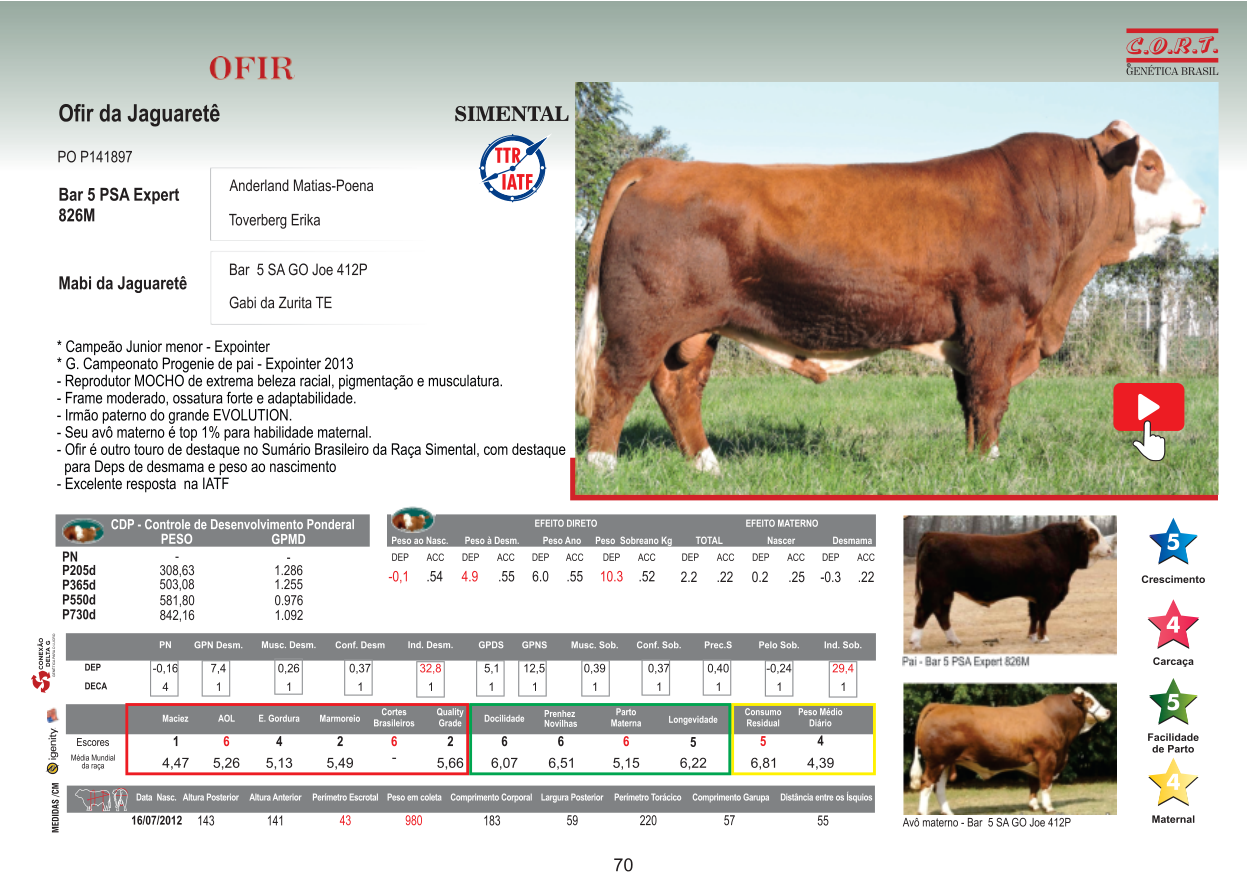 OFIR
C.O.R.T.
GENÉTICA BRASIL
Ofir da Jaguaretê
SIMENTAL
TTR
IATF
PO P141897
Bar 5 PSA Expert
826M
Anderland Matias-Poena
Toverberg Erika
Mabi da Jaguaretê
Bar 5 SA GO Joe 412P
Gabi da Zurita TE
* Campeão Junior menor - Expointer
* G. Campeonato Progenie de pai - Expointer 2013
- Reprodutor MOCHO de extrema beleza racial, pigmentação e musculatura.
- Frame moderado, ossatura forte e adaptabilidade.
- Irmão paterno do grande EVOLUTION.
- Seu avô materno é top 1% para habilidade maternal.
- Ofir é outro touro de destaque no Sumário Brasileiro da Raça Simental, com destaque
para Deps de desmama e peso ao nascimento
- Excelente resposta na IATF
CDP - Controle de Desenvolvimento Ponderal
PESO GPMD
PN - -
P205d 308,63 1.286
P365d 503,08 1.255
P550d 581,80 0.976
P730d 842,16 1.092
EFEITO DIRETO EFEITO MATERNO
Peso ao Nasc. Peso à Desm. Peso Ano Peso Sobreano Kg TOTAL Nascer Desmama
DEP ACC DEP ACC DEP ACC DEP ACC DEP ACC DEP ACC DEP ACC
-0,1 .54 4.9 .55 6.0 .55 10.3 .52 2.2 .22 0.2 .25 -0.3 .22
CONEXÃO
DELTA G
PN GPN Desm. Musc. Desm. Conf. Desm Ind. Desm. GPDS GPNS Musc. Sob. Conf. Sob. Prec.S Pelo Sob. Ind. Sob.
DEP -0,16 7,4 0,26 0,37 32,8 5,1 12,5 0,39 0,37 0,40 -0,24 29,4
DECA 4 1 1 1 1 1 1 1 1 1 1 1
igenity
Maciez AOL E. Gordura Marmoreio Cortes Brasileiros Quality Grade Docilidade Prenhez Novilhas Parto Materna Longevidade Consumo Residual Peso Médio Diário
Escores 1 6 4 2 6 2 6 6 6 5 5 4
Média Mundial da raça 4,47 5,26 5,13 5,49 - 5,66 6,07 6,51 5,15 6,22 6,81 4,39
MEDIDAS /CM
Data Nasc. Altura Posterior Altura Anterior Perimetro Escrotal Peso em coleta Comprimento Corporal Largura Posterior Perimetro Torácico Comprimento Garupa Distância entre os Ísquios
16/07/2012 143 141 43 980 183 59 220 57 55
Pai - Bar 5 PSA Expert 826M
Avô materno - Bar 5 SA GO Joe 412P
5
Crescimento
4
Carcaça
5
Facilidade
de Parto
4
Maternal
70